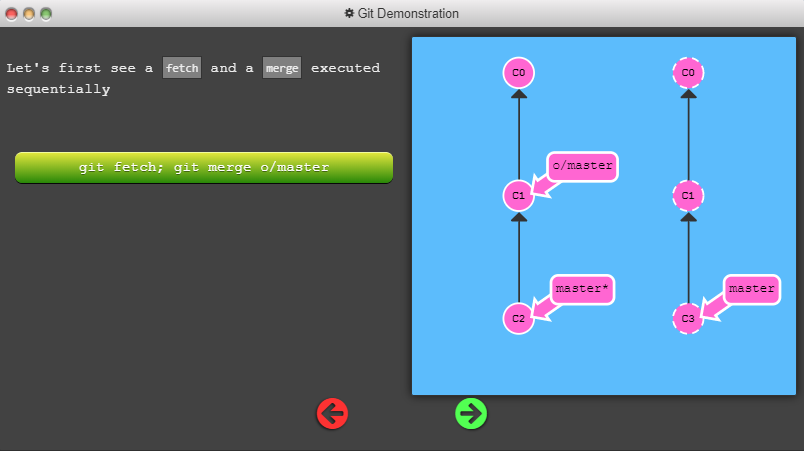 Git Demonstration
Let's first see a fetch and a merge executed
sequentially
git fetch; git merge o/master
C0
C0
o/master
C1
C1
master*
master
C2
C3